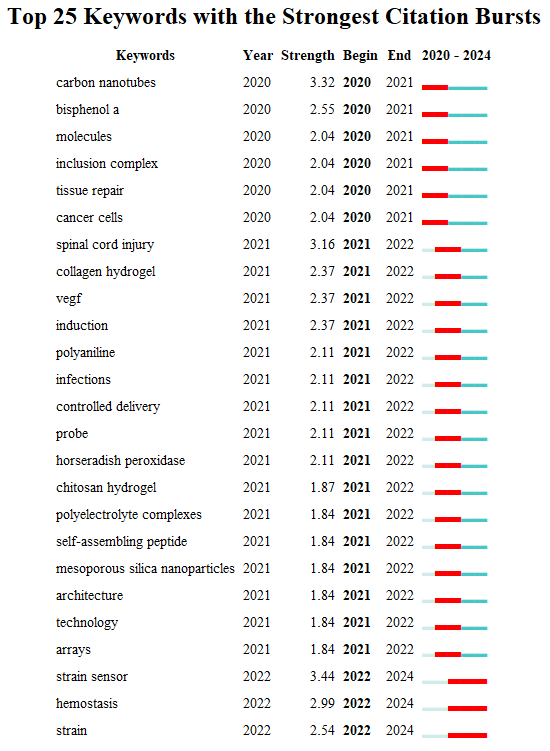 Top 25 Keywords with the Strongest Citation Bursts
Keywords Year Strength Begin End 2020 - 2024
carbon nanotubes 2020 3.32 2020 2021
bisphenol a 2020 2.55 2020 2021
molecules 2020 2.04 2020 2021
inclusion complex 2020 2.04 2020 2021
tissue repair 2020 2.04 2020 2021
cancer cells 2020 2.04 2020 2021
spinal cord injury 2021 3.16 2021 2022
collagen hydrogel 2021 2.37 2021 2022
vegf 2021 2.37 2021 2022
induction 2021 2.37 2021 2022
polyaniline 2021 2.11 2021 2022
infections 2021 2.11 2021 2022
controlled delivery 2021 2.11 2021 2022
probe 2021 2.11 2021 2022
horseradish peroxidase 2021 2.11 2021 2022
chitosan hydrogel 2021 1.87 2021 2022
polyelectrolyte complexes 2021 1.84 2021 2022
self-assembling peptide 2021 1.84 2021 2022
mesoporous silica nanoparticles 2021 1.84 2021 2022
architecture 2021 1.84 2021 2022
technology 2021 1.84 2021 2022
arrays 2021 1.84 2021 2022
strain sensor 2022 3.44 2022 2024
hemostasis 2022 2.99 2022 2024
strain 2022 2.54 2022 2024